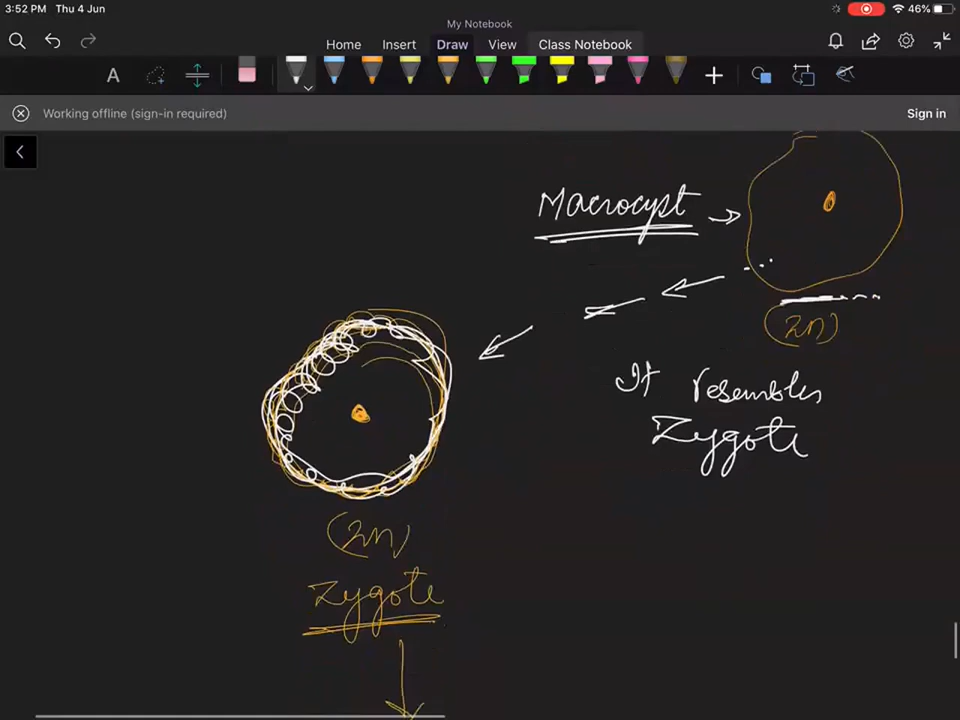 3:52 PM Thu 4 Jun
46%
My Notebook
Home Insert Draw View Class Notebook
A
Working offline (sign-in required)
Sign in
Macrocyst
(2n)
It resembles
Zygote
(2n)
Zygote